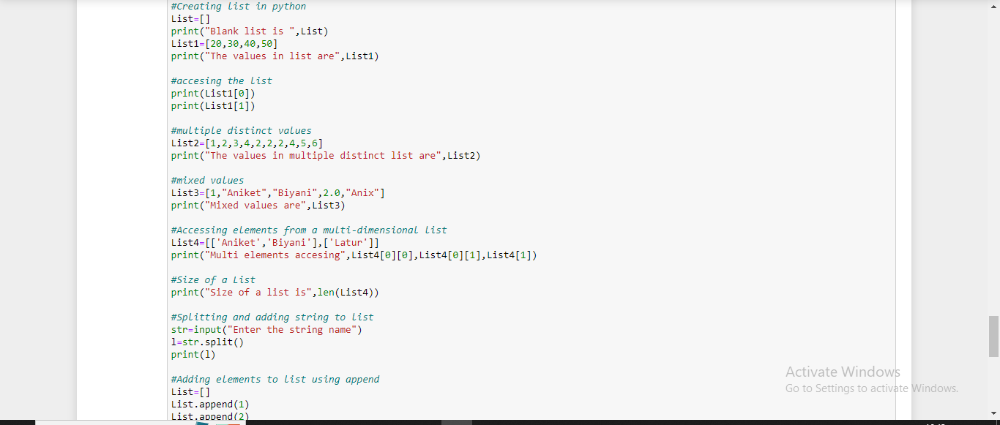 #Creating list in python
List=[]
print("Blank list is ",List)
List1=[20,30,40,50]
print("The values in list are",List1)
#accesing the list
print(List1[0])
print(List1[1])
#multiple distinct values
List2=[1,2,3,4,2,2,2,4,5,6]
print("The values in multiple distinct list are",List2)
#mixed values
List3=[1,"Aniket","Biyani",2.0,"Anix"]
print("Mixed values are",List3)
#Accessing elements from a multi-dimensional list
List4=[['Aniket','Biyani'],['Latur']]
print("Multi elements accesing",List4[0][0],List4[0][1],List4[1])
#Size of a List
print("Size of a list is",len(List4))
#Splitting and adding string to list
str=input("Enter the string name")
l=str.split()
print(l)
#Adding elements to list using append
List=[]
List.append(1)
List.append(2)
Activate Windows
Go to Settings to activate Windows.